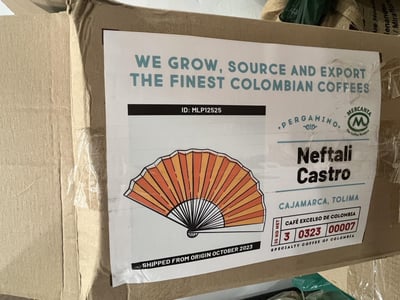 WE GROW, SOURCE AND EXPORT
THE FINEST COLOMBIAN COFFEES
ID: MLP12525
PERGAMINO
MERCANTA
Neftali
Castro
CAJAMARCA, TOLIMA
CAFÉ EXCELSO DE COLOMBIA
3 0323 00007
SPECIALTY COFFEE OF COLOMBIA
SHIPPED FROM ORIGIN OCTOBER 2023